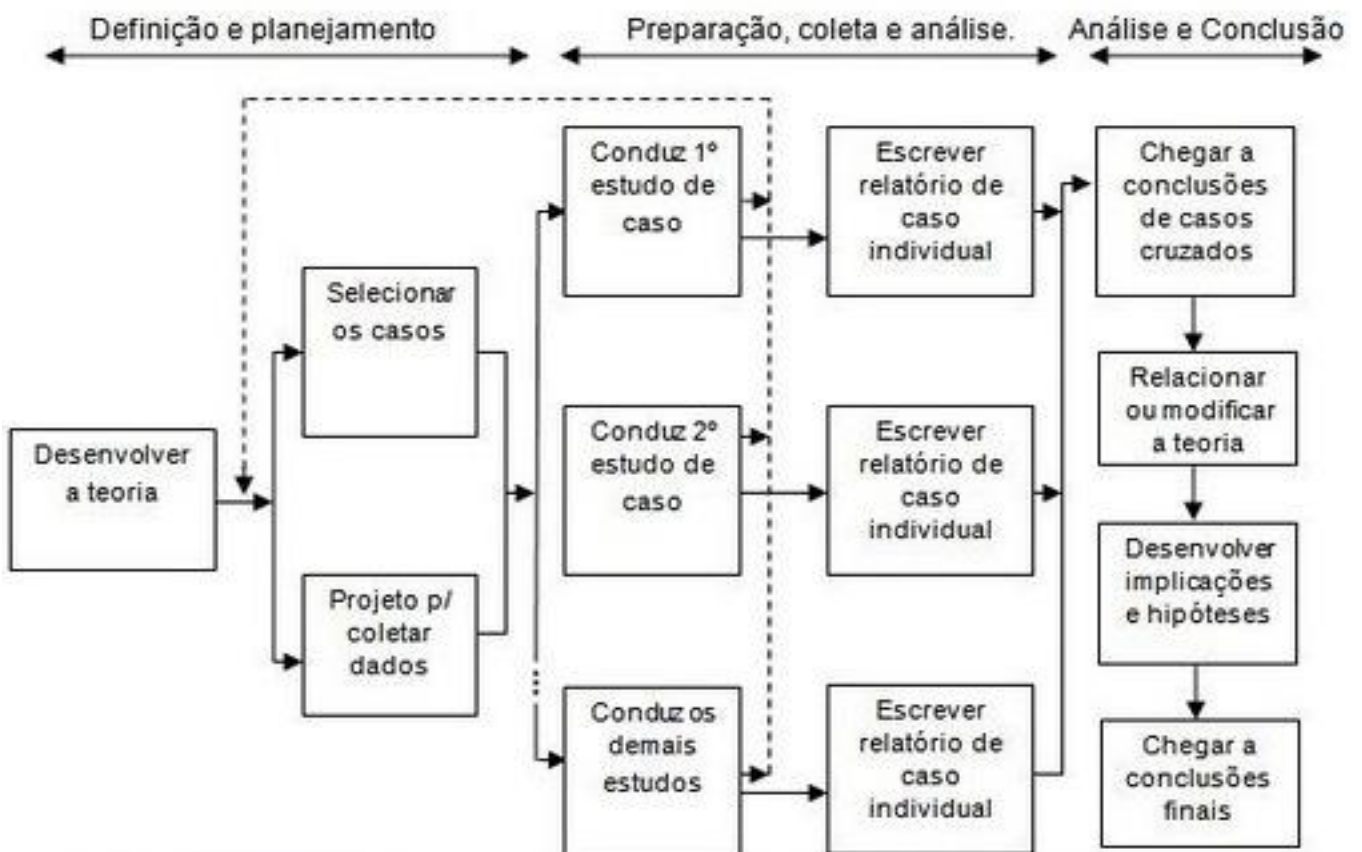 Definição e planejamento
Preparação, coleta e análise.
Análise e Conclusão
Desenvolver
a teoria
Selecionar
os casos
Projeto p/
coletar
dados
Conduz 1º
estudo de
caso
Escrever
relatório de
caso
individual
Conduz 2º
estudo de
caso
Escrever
relatório de
caso
individual
Conduz os
demais
estudos
Escrever
relatório de
caso
individual
Chegar a
conclusões
de casos
cruzados
Relacionar
ou modificar
a teoria
Desenvolver
implicações
e hipóteses
Chegar a
conclusões
finais